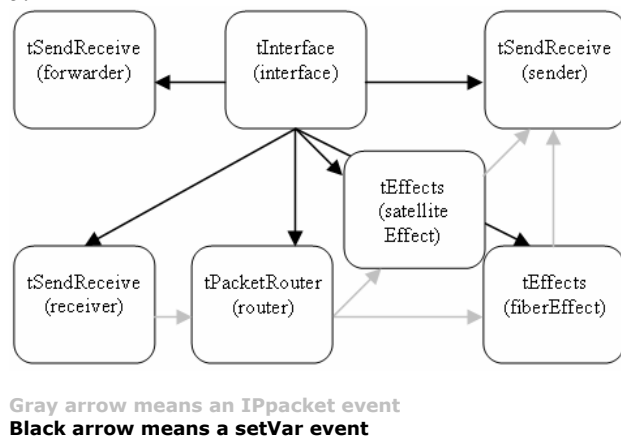 tSendReceive
(forwarder)
tInterface
(interface)
tSendReceive
(sender)
tEffects
(satellite
Effect)
tSendReceive
(receiver)
tPacketRouter
(router)
tEffects
(fiberEffect)
Gray arrow means an IPpacket event
Black arrow means a setVar event